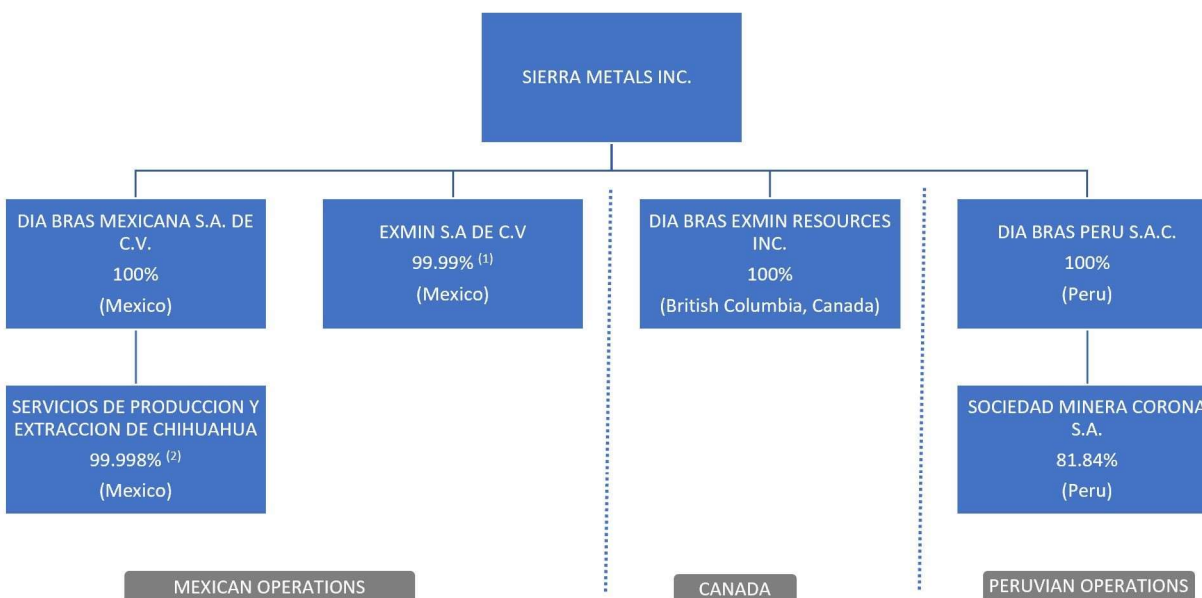 SIERRA METALS INC.
DIA BRAS MEXICANA S.A. DE
C.V.
100%
(Mexico)
EXMIN S.A DE C.V
99.99% (1)
(Mexico)
DIA BRAS EXMIN RESOURCES
INC.
100%
(British Columbia, Canada)
DIA BRAS PERU S.A.C.
100%
(Peru)
SERVICIOS DE PRODUCCION Y
EXTRACCION DE CHIHUAHUA
99.998% (2)
(Mexico)
SOCIEDAD MINERA CORONA
S.A.
81.84%
(Peru)
MEXICAN OPERATIONS
CANADA
PERUVIAN OPERATIONS